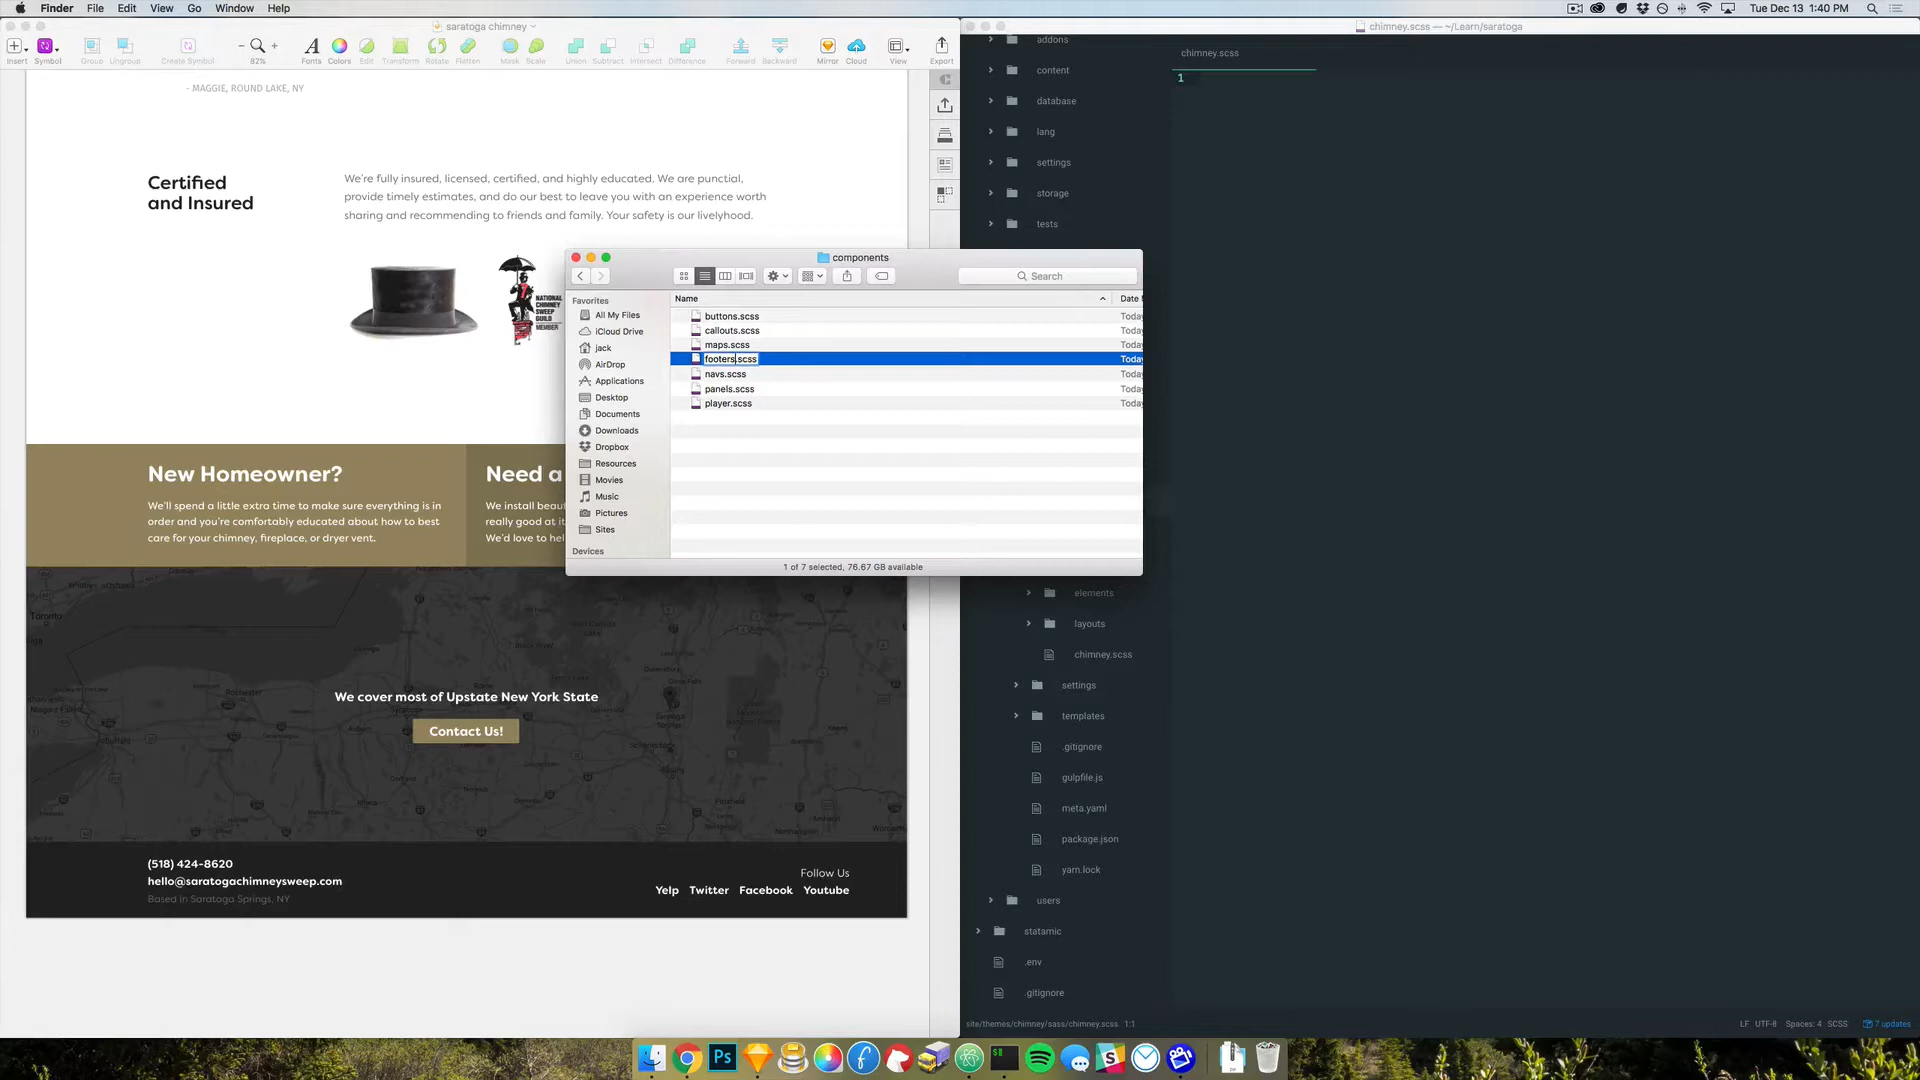 Finder File Edit View Go Window Help
Tue Dec 13 1:40 PM
saratoga chimney
Insert Symbol Group Ungroup Create Symbol 82% Fonts Colors Edit Transform Rotate Flatten Mask Scale Union Subtract Intersect Difference Forward Backward Mirror Cloud View Export
- MAGGIE, ROUND LAKE, NY
Certified
and Insured
We're fully insured, licensed, certified, and highly educated. We are punctial,
provide timely estimates, and do our best to leave you with an experience worth
sharing and recommending to friends and family. Your safety is our livelyhood.
NATIONAL
CHIMNEY
SWEEP
GUILD
MEMBER
New Homeowner?
We'll spend a little extra time to make sure everything is in
order and you're comfortably educated about how to best
care for your chimney, fireplace, or dryer vent.
Need a
We install beau
really good at it
We'd love to hel
Toronto
We cover most of Upstate New York State
Contact Us!
(518) 424-8620
hello@saratogachimneysweep.com
Based in Saratoga Springs, NY
Follow Us
Yelp Twitter Facebook Youtube
components
Search
Favorites
All My Files
iCloud Drive
jack
AirDrop
Applications
Desktop
Documents
Downloads
Dropbox
Resources
Movies
Music
Pictures
Sites
Devices
Name
Date
buttons.scss Today
callouts.scss Today
maps.scss Today
footers.scss Today
navs.scss Today
panels.scss Today
player.scss Today
1 of 7 selected, 76.67 GB available
chimney.scss — ~/Learn/saratoga
addons
content
database
lang
settings
storage
tests
elements
layouts
chimney.scss
settings
templates
.gitignore
gulpfile.js
meta.yaml
package.json
yarn.lock
users
statamic
.env
.gitignore
chimney.scss
1
site/themes/chimney/sass/chimney.scss 1:1
LF UTF-8 Spaces: 4 SCSS 7 updates
Ps